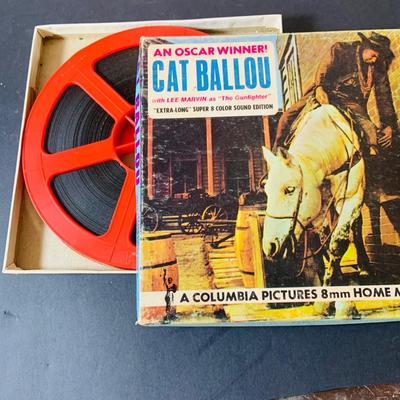 AN OSCAR WINNER!
CAT BALLOU
with LEE MARVIN as "The Gunfighter"
"EXTRA-LONG" SUPER 8 COLOR SOUND EDITION
A COLUMBIA PICTURES 8mm HOME M